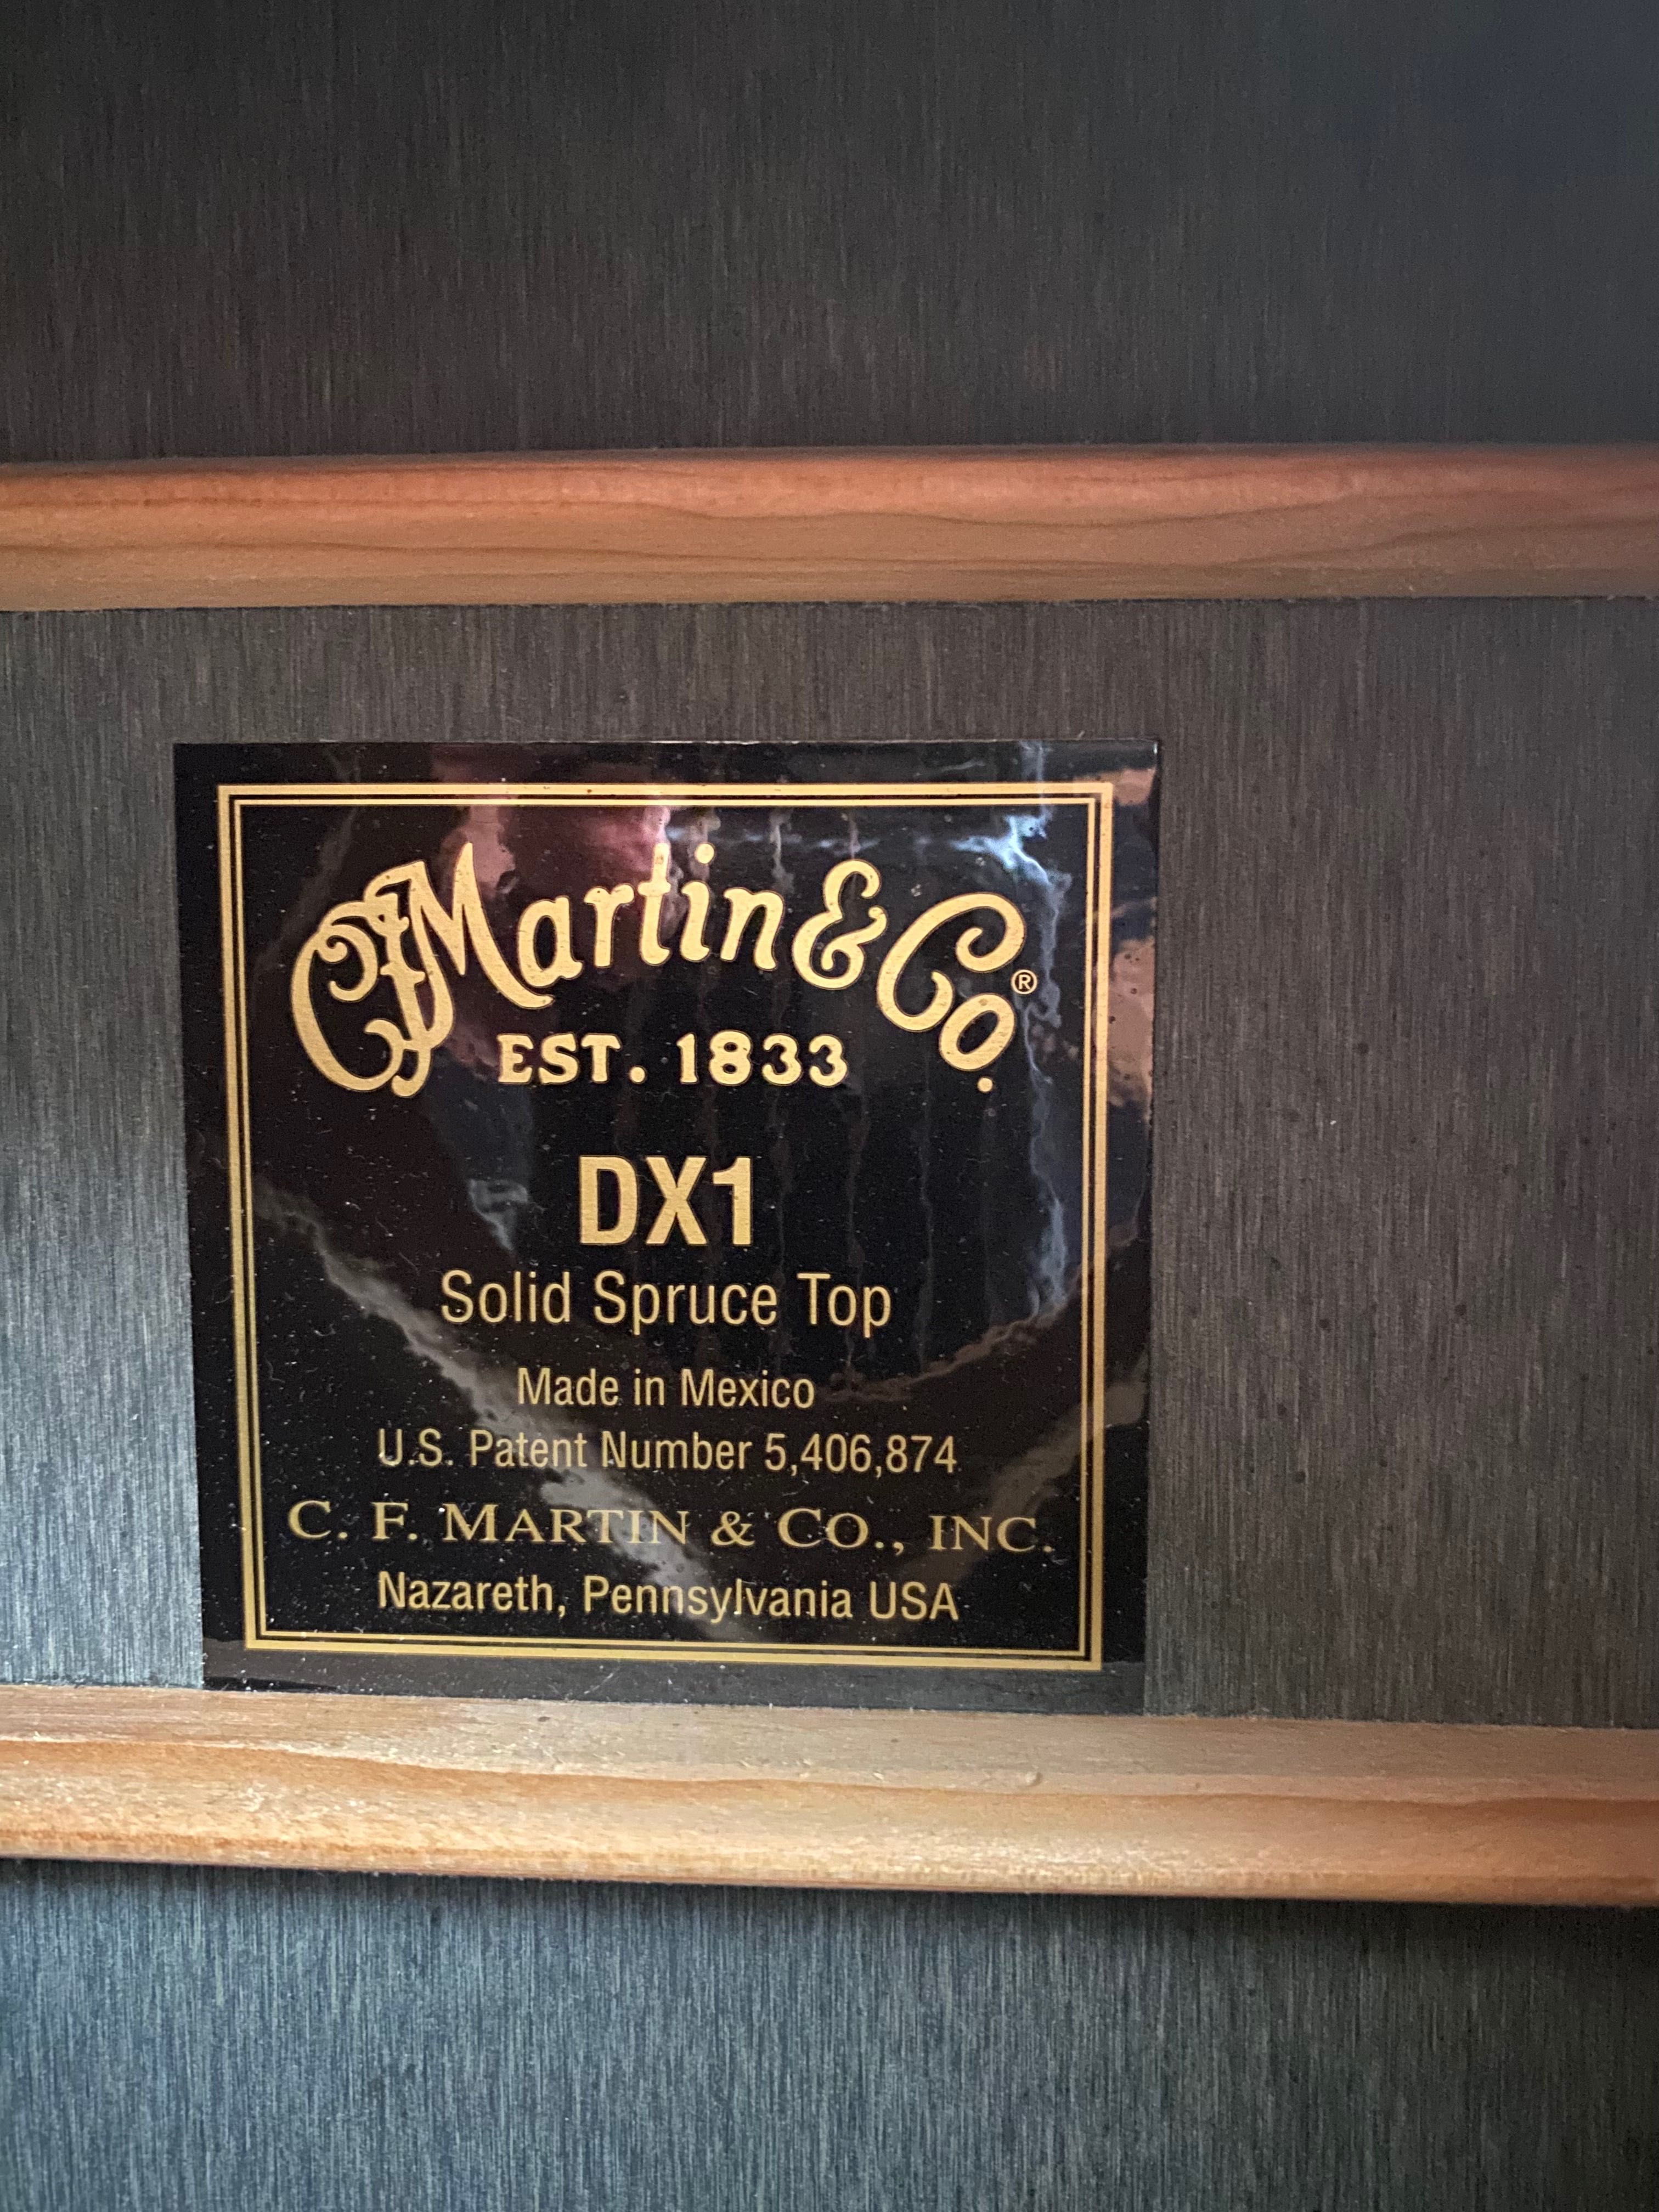 CFMartin & Co.®
EST. 1833
DX1
Solid Spruce Top
Made in Mexico
U.S. Patent Number 5,406,874
C. F. MARTIN & CO., INC.
Nazareth, Pennsylvania USA